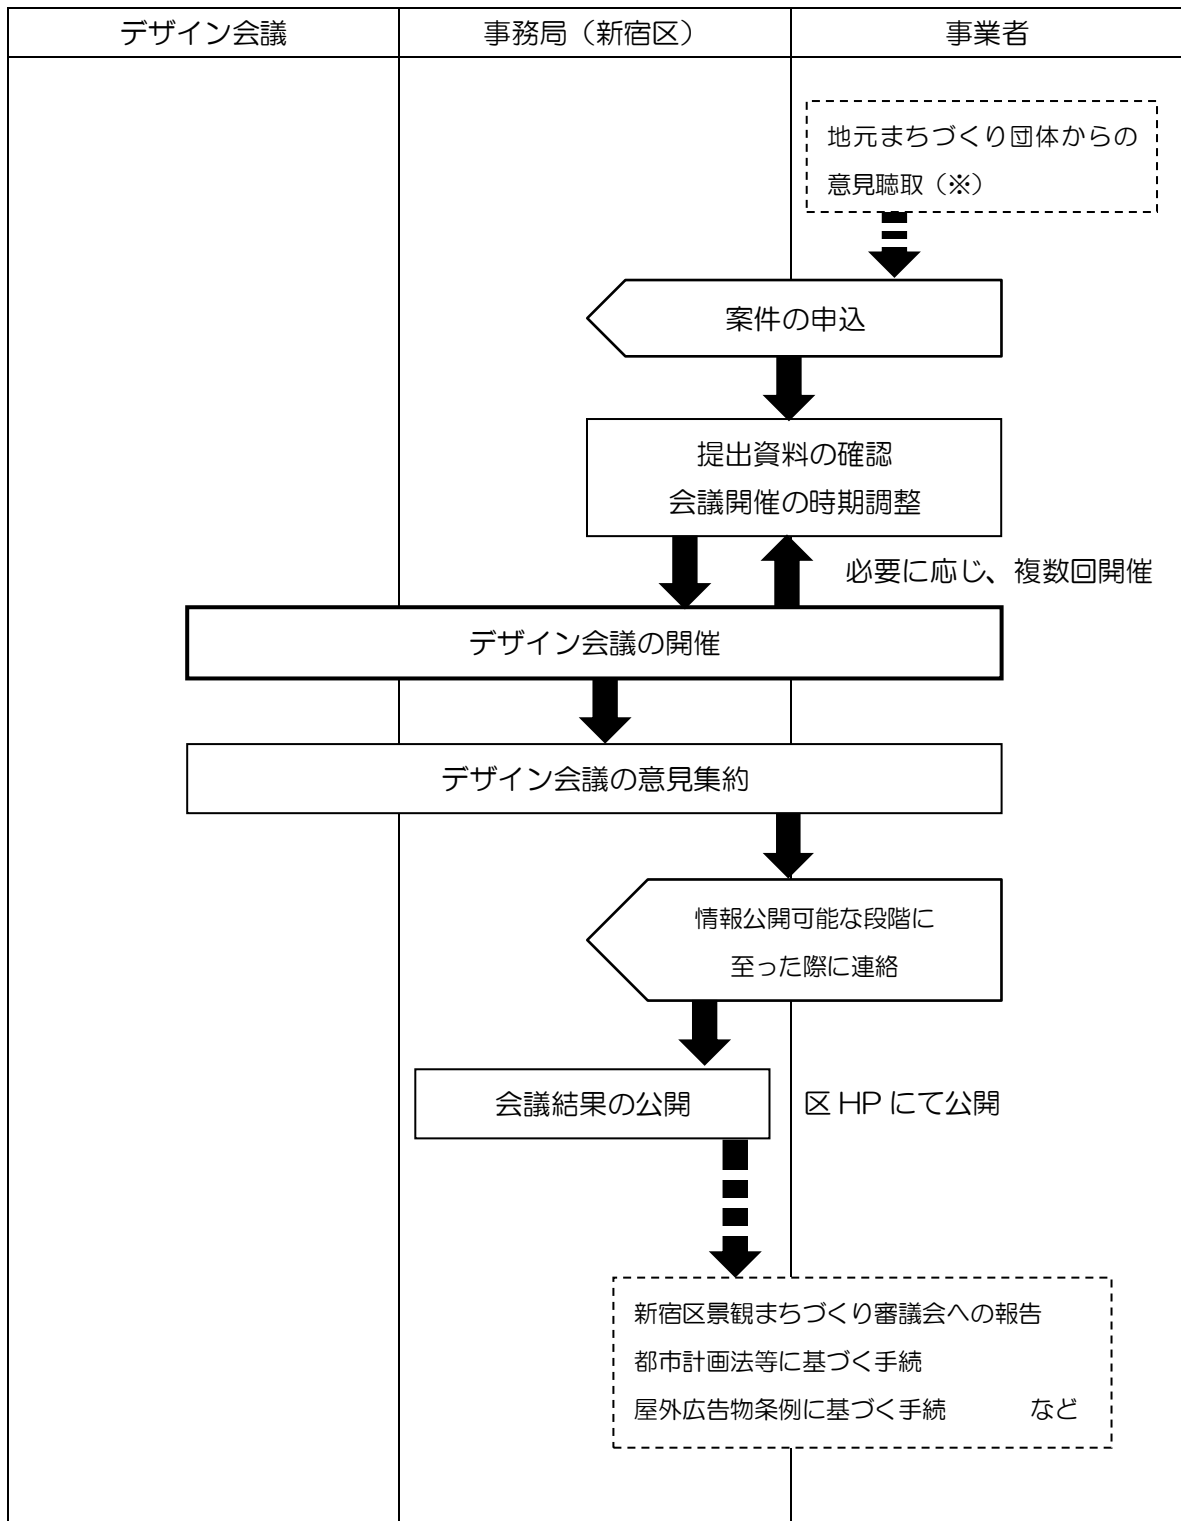 デザイン会議
事務局（新宿区）
事業者
地元まちづくり団体からの
意見聴取（※）
案件の申込
提出資料の確認
会議開催の時期調整
必要に応じ、複数回開催
デザイン会議の開催
デザイン会議の意見集約
情報公開可能な段階に
至った際に連絡
会議結果の公開
区 HP にて公開
新宿区景観まちづくり審議会への報告
都市計画法等に基づく手続
屋外広告物条例に基づく手続　　　など